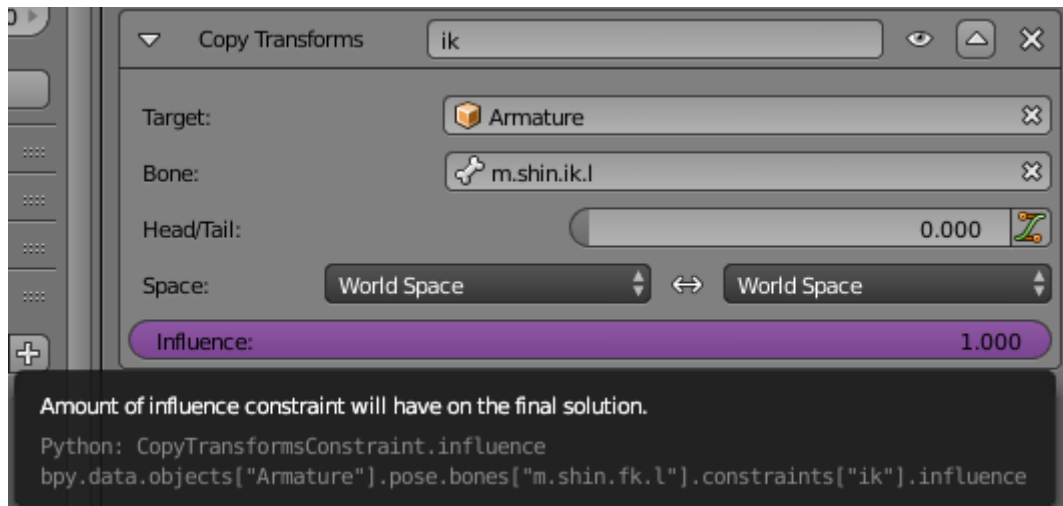 Copy Transforms ik
Target: Armature
Bone: m.shin.ik.l
Head/Tail: 0.000
Space: World Space World Space
Influence: 1.000
Amount of influence constraint will have on the final solution.
Python: CopyTransformsConstraint.influence
bpy.data.objects["Armature"].pose.bones["m.shin.fk.l"].constraints["ik"].influence